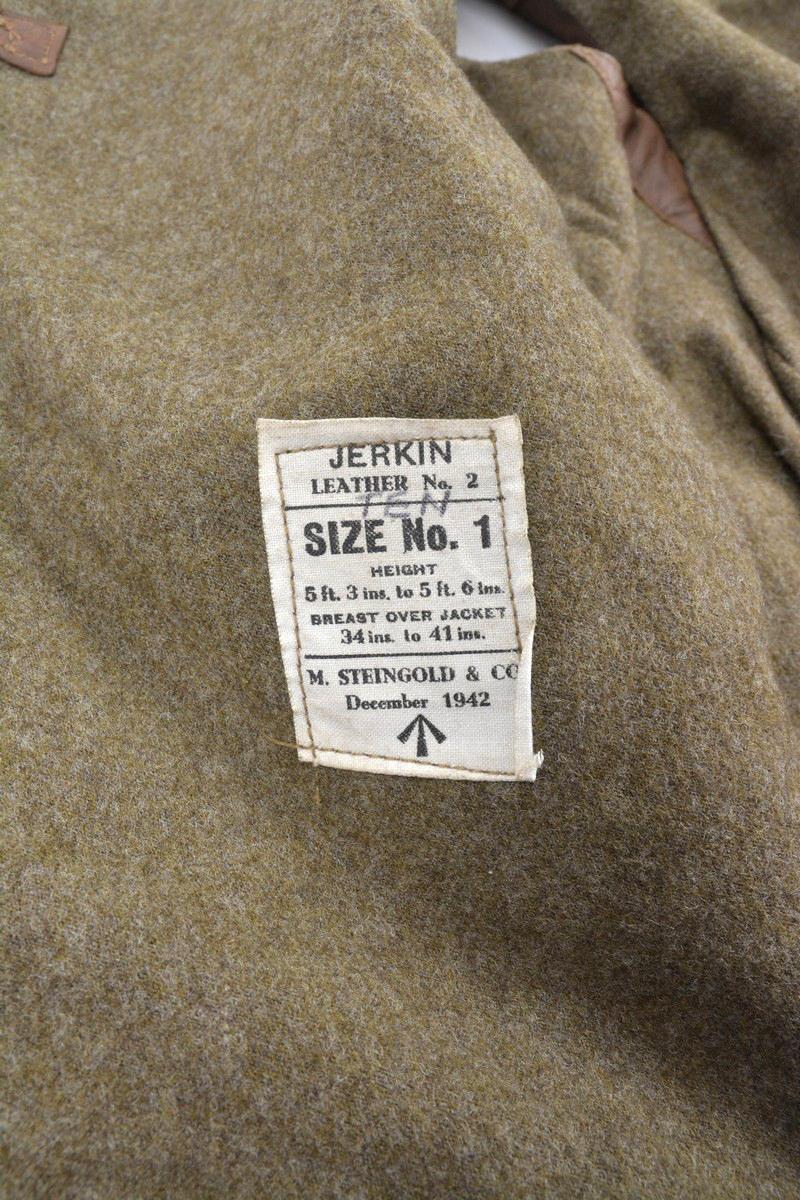 JERKIN
LEATHER No. 2
TEN
SIZE No. 1
HEIGHT
5 ft. 3 ins. to 5 ft. 6 ins.
BREAST OVER JACKET
34 ins. to 41 ins.
M. STEINGOLD & CO
December 1942